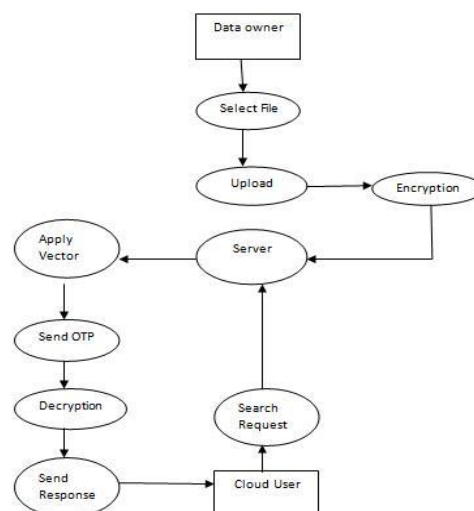 Data owner
Select File
Upload
Encryption
Apply
Vector
Server
Send OTP
Decryption
Search
Request
Send
Response
Cloud User